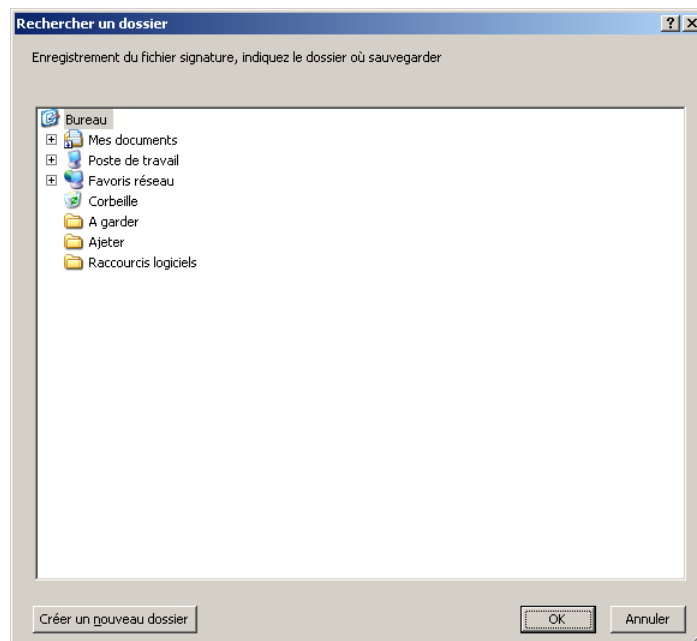 Rechercher un dossier
Enregistrement du fichier signature, indiquez le dossier où sauvegarder
Bureau
Mes documents
Poste de travail
Favoris réseau
Corbeille
A garder
Ajeter
Raccourcis logiciels
Créer un nouveau dossier OK Annuler